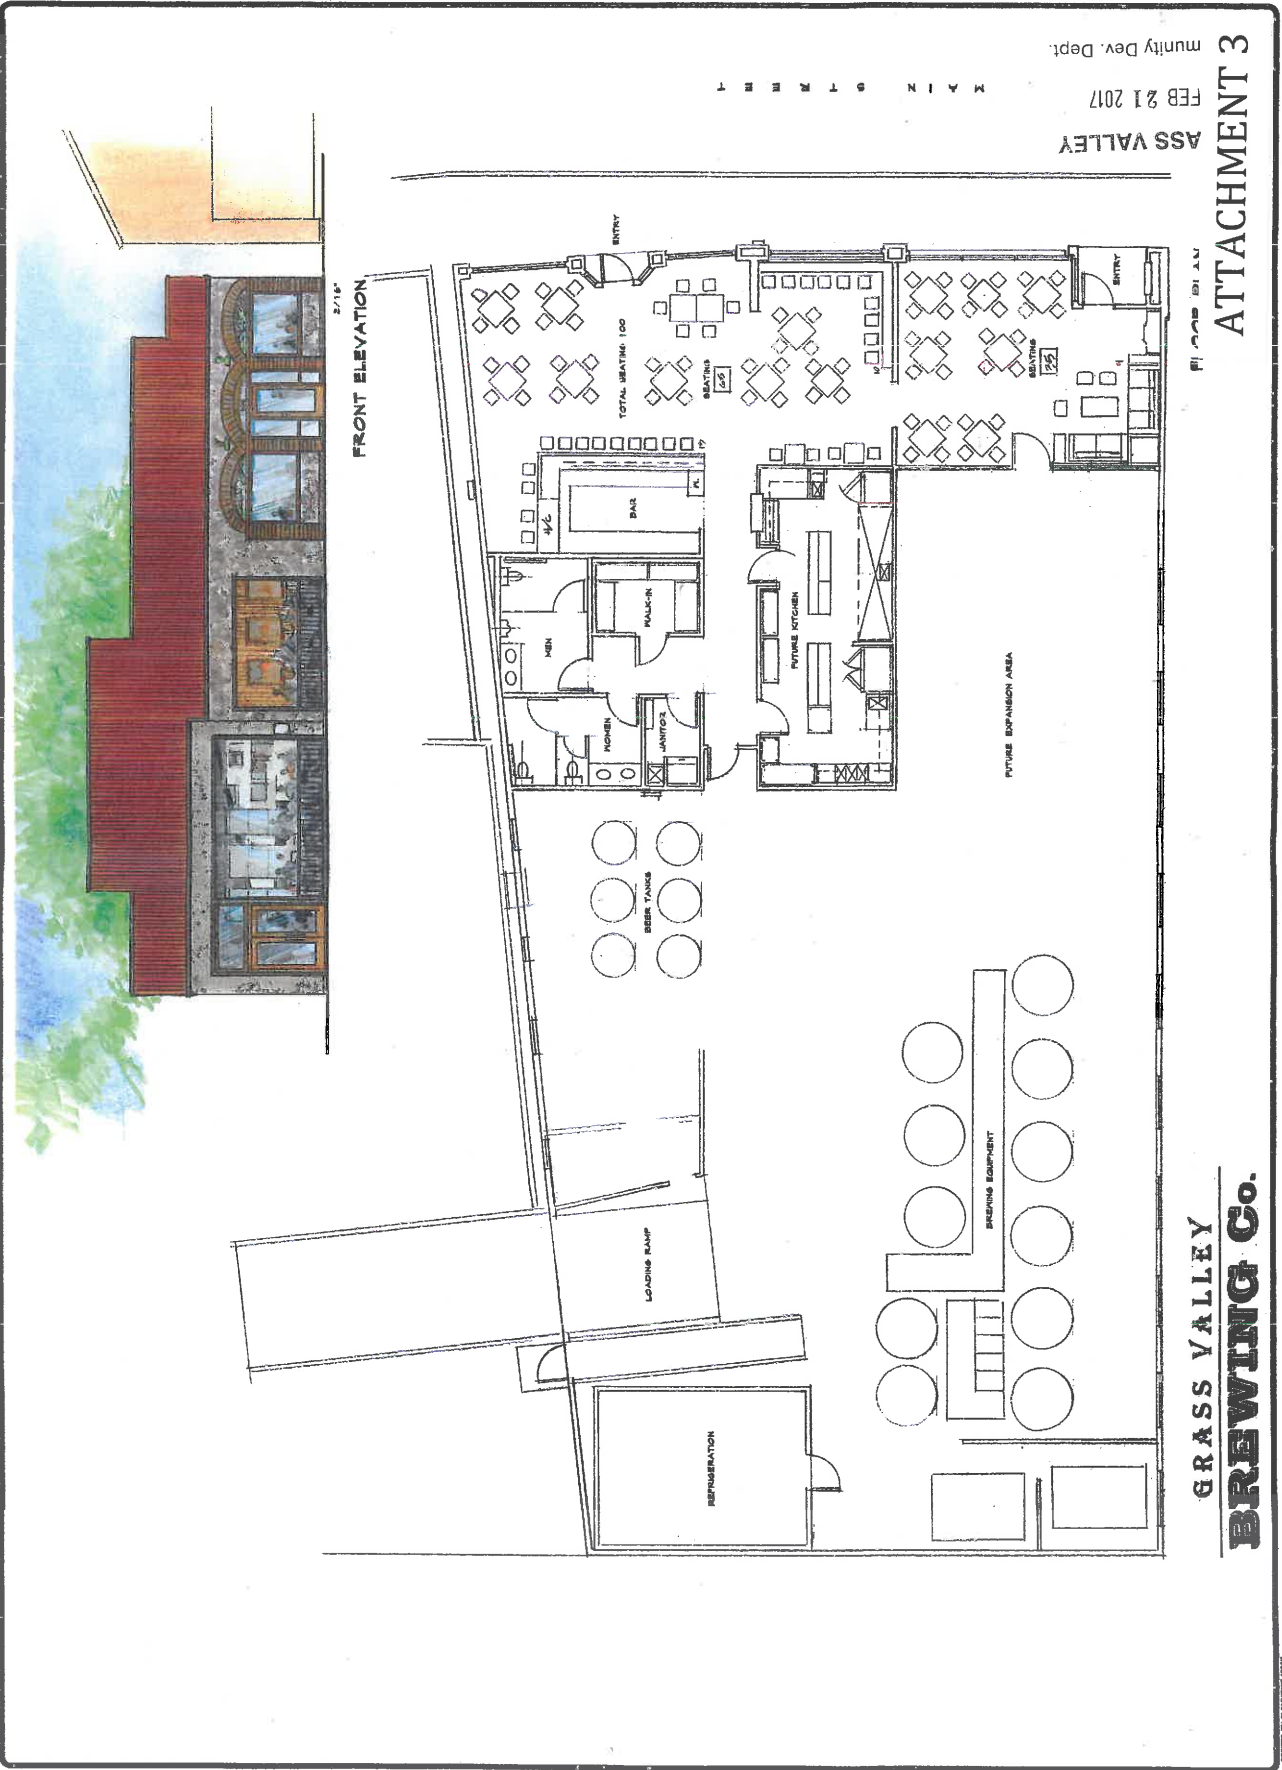 ATTACHMENT 3
ASS VALLEY
FEB 21 2017
munity Dev. Dept.
MAIN STREET
2/16"
FRONT ELEVATION
ENTRY
ENTRY
TOTAL SEATING: 100
SEATING
65
SEATING
35
BAR
MEN
WALK-IN
WOMEN
JANITOR
FUTURE KITCHEN
FUTURE EXPANSION AREA
BEER TANKS
BREWING EQUIPMENT
LOADING RAMP
REFRIGERATION
GRASS VALLEY
BREWING Co.